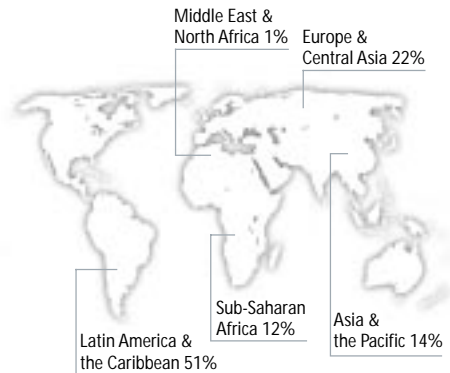 Middle East &
North Africa 1%
Europe &
Central Asia 22%
Sub-Saharan
Africa 12%
Asia &
the Pacific 14%
Latin America &
the Caribbean 51%